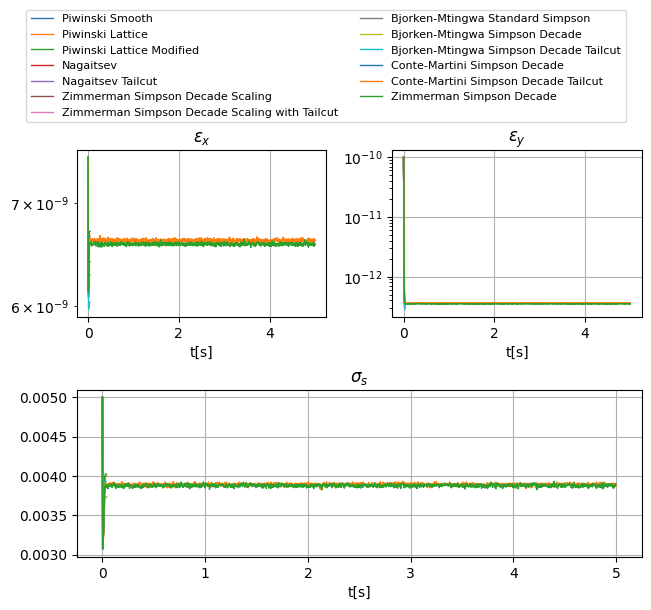 Piwinski Smooth
Piwinski Lattice
Piwinski Lattice Modified
Nagaitsev
Nagaitsev Tailcut
Zimmerman Simpson Decade Scaling
Zimmerman Simpson Decade Scaling with Tailcut
Bjorken-Mtingwa Standard Simpson
Bjorken-Mtingwa Simpson Decade
Bjorken-Mtingwa Simpson Decade Tailcut
Conte-Martini Simpson Decade
Conte-Martini Simpson Decade Tailcut
Zimmerman Simpson Decade
εₓ
7 × 10⁻⁹
6 × 10⁻⁹
0 2 4
t[s]
ε_y
10⁻¹⁰
10⁻¹¹
10⁻¹²
0 2 4
t[s]
σₛ
0.0050
0.0045
0.0040
0.0035
0.0030
0 1 2 3 4 5
t[s]